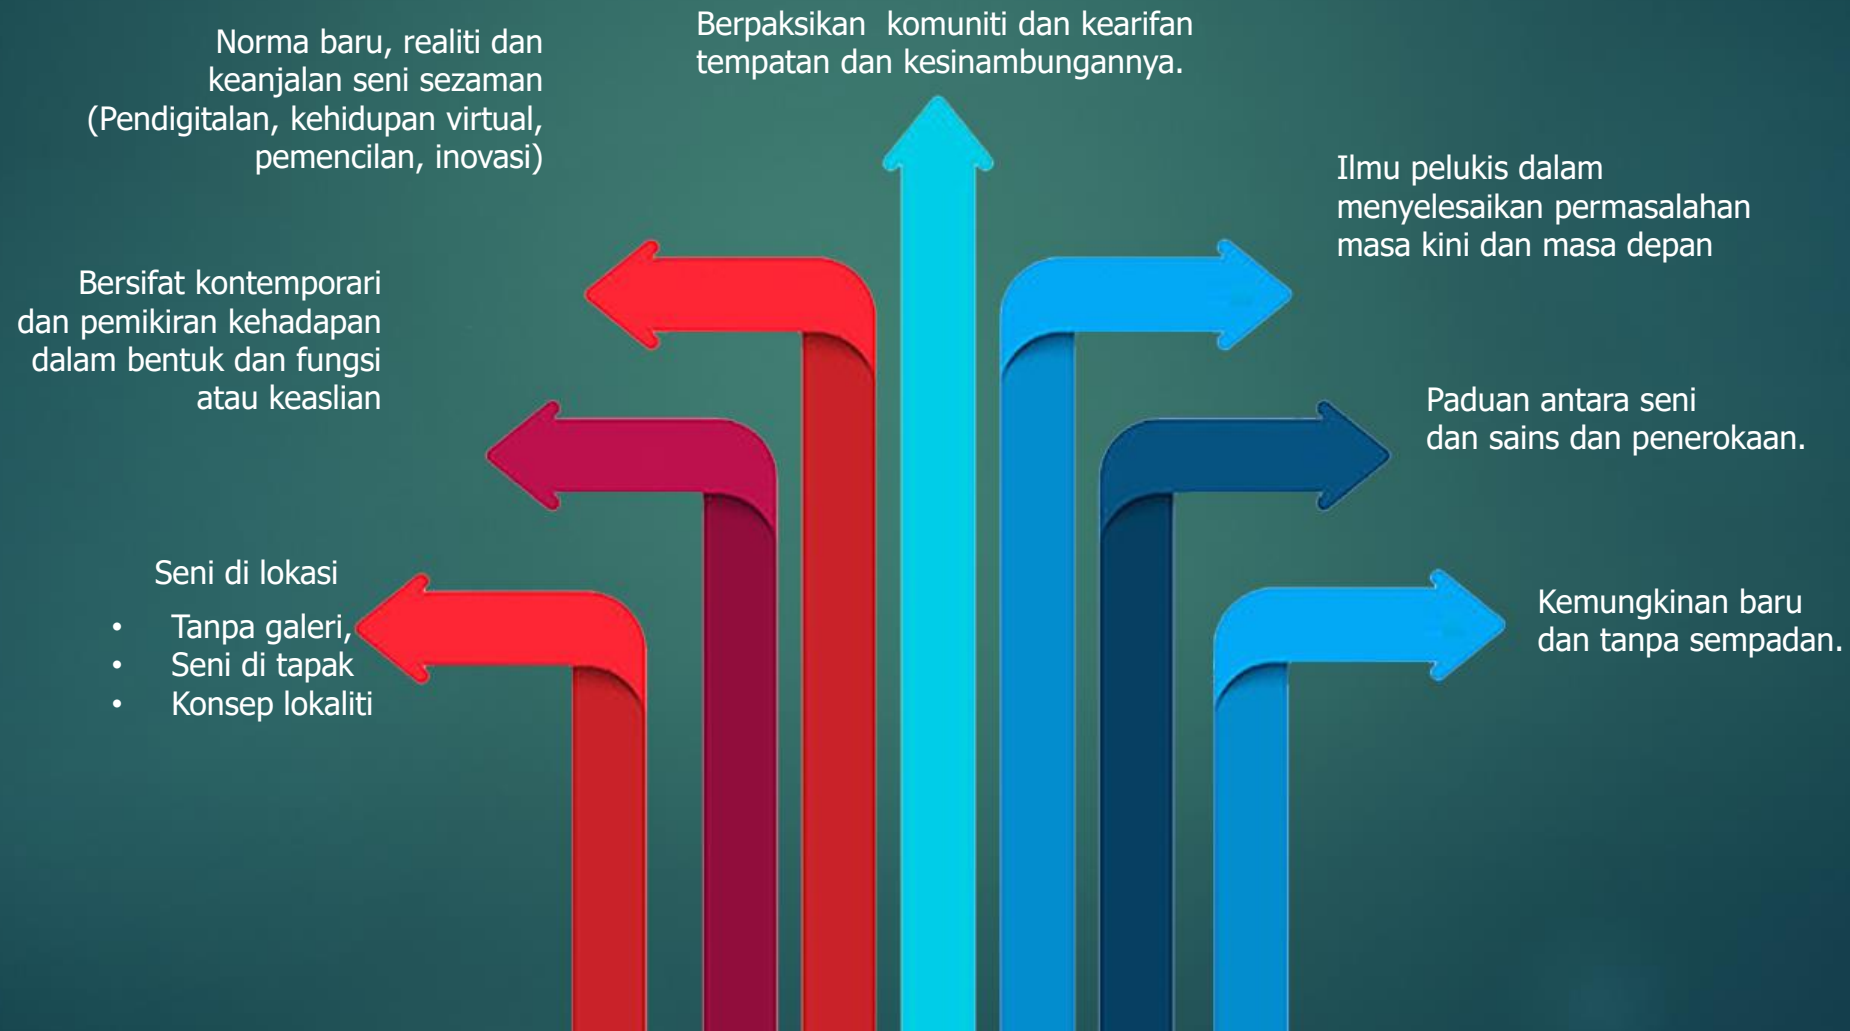 Norma baru, realiti dan
keanjalan seni sezaman
(Pendigitalan, kehidupan virtual,
pemencilan, inovasi)
Berpaksikan  komuniti dan kearifan
tempatan dan kesinambungannya.
Ilmu pelukis dalam
menyelesaikan permasalahan
masa kini dan masa depan
Bersifat kontemporari
dan pemikiran kehadapan
dalam bentuk dan fungsi
atau keaslian
Paduan antara seni
dan sains dan penerokaan.
Seni di lokasi
• Tanpa galeri,
• Seni di tapak
• Konsep lokaliti
Kemungkinan baru
dan tanpa sempadan.